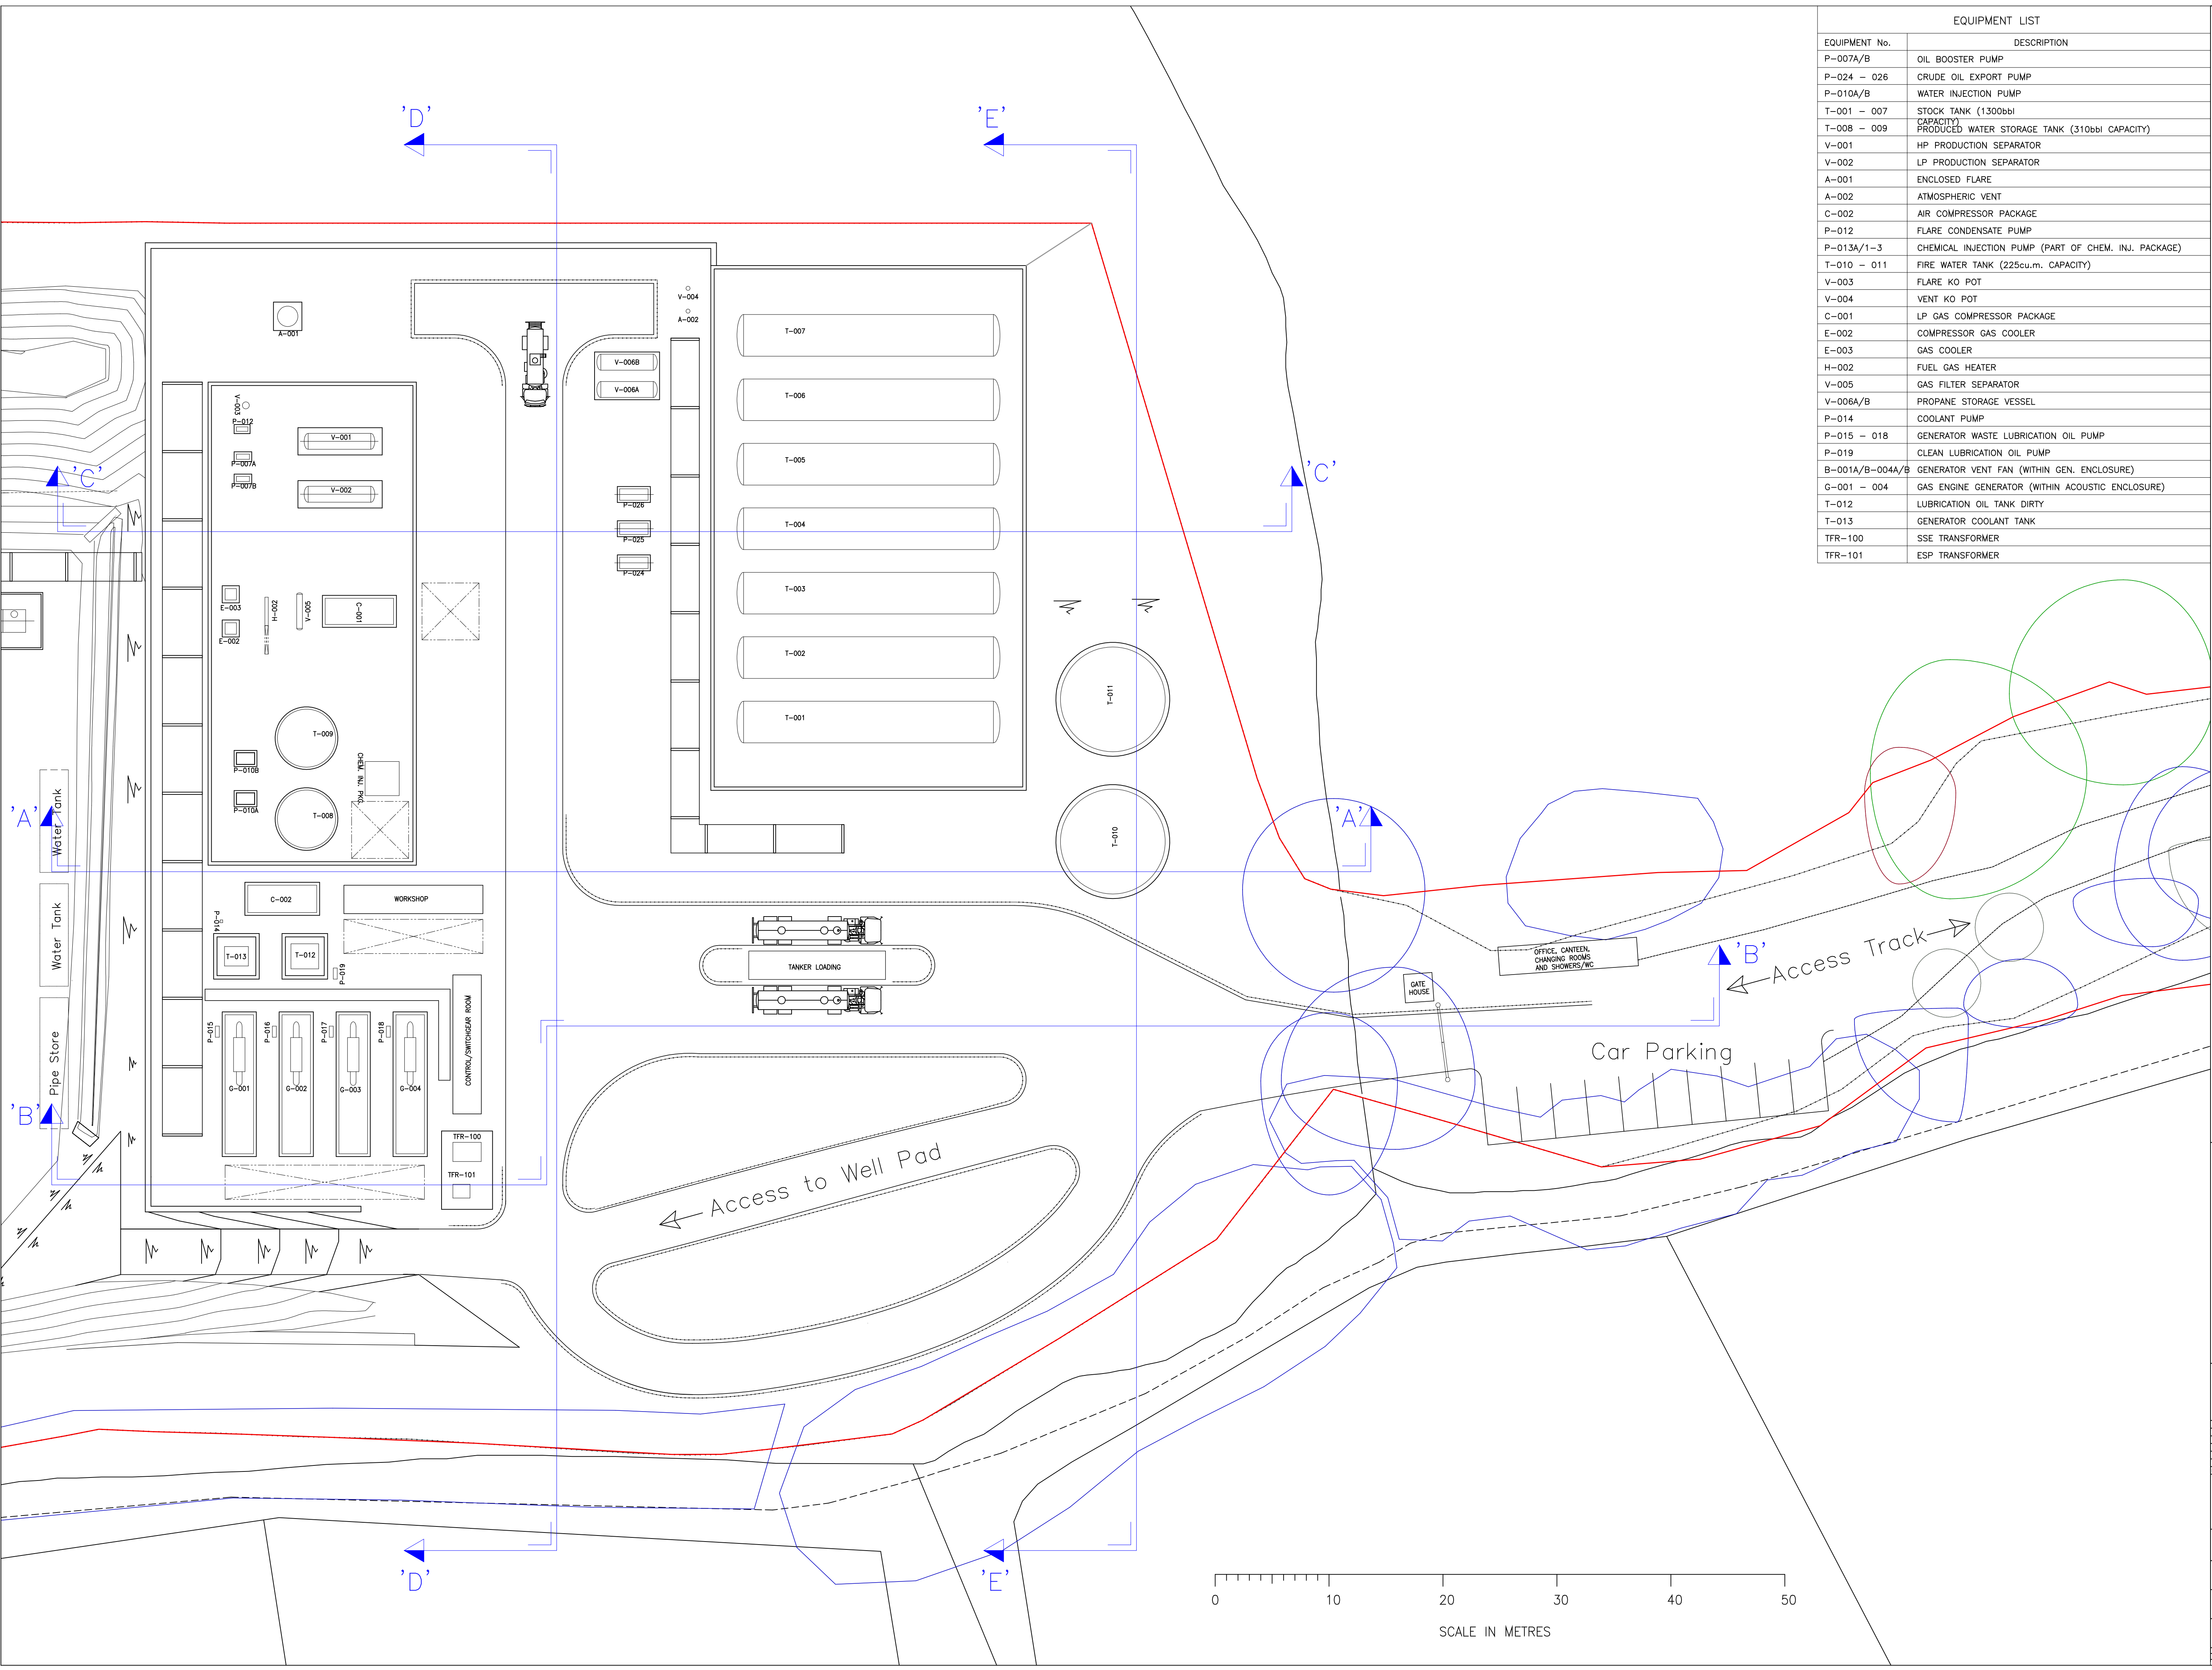 EQUIPMENT LIST
EQUIPMENT No. DESCRIPTION
P-007A/B OIL BOOSTER PUMP
P-024 - 026 CRUDE OIL EXPORT PUMP
P-010A/B WATER INJECTION PUMP
T-001 - 007 STOCK TANK (1300bbl
CAPACITY)
T-008 - 009 PRODUCED WATER STORAGE TANK (310bbl CAPACITY)
V-001 HP PRODUCTION SEPARATOR
V-002 LP PRODUCTION SEPARATOR
A-001 ENCLOSED FLARE
A-002 ATMOSPHERIC VENT
C-002 AIR COMPRESSOR PACKAGE
P-012 FLARE CONDENSATE PUMP
P-013A/1-3 CHEMICAL INJECTION PUMP (PART OF CHEM. INJ. PACKAGE)
T-010 - 011 FIRE WATER TANK (225cu.m. CAPACITY)
V-003 FLARE KO POT
V-004 VENT KO POT
C-001 LP GAS COMPRESSOR PACKAGE
E-002 COMPRESSOR GAS COOLER
E-003 GAS COOLER
H-002 FUEL GAS HEATER
V-005 GAS FILTER SEPARATOR
V-006A/B PROPANE STORAGE VESSEL
P-014 COOLANT PUMP
P-015 - 018 GENERATOR WASTE LUBRICATION OIL PUMP
P-019 CLEAN LUBRICATION OIL PUMP
B-001A/B-004A/B GENERATOR VENT FAN (WITHIN GEN. ENCLOSURE)
G-001 - 004 GAS ENGINE GENERATOR (WITHIN ACOUSTIC ENCLOSURE)
T-012 LUBRICATION OIL TANK DIRTY
T-013 GENERATOR COOLANT TANK
TFR-100 SSE TRANSFORMER
TFR-101 ESP TRANSFORMER
'D'
'E'
V-004
A-002
A-001
T-007
V-006B
V-006A
T-006
V-003
P-012
V-001
P-007A
T-005
'C'
'C'
P-007B
V-002
P-026
T-004
P-025
P-024
E-003
H-002
V-005
C-001
T-003
E-002
T-002
T-011
T-001
T-009
P-010B
CHEM. INJ. PKG.
P-010A
T-008
'A'
'A'
Water Tank
T-010
C-002
WORKSHOP
P-014
Water Tank
T-013
T-012
P-019
TANKER LOADING
OFFICE, CANTEEN,
CHANGING ROOMS
AND SHOWERS/WC
'B'
Access Track
GATE
HOUSE
P-015
P-016
P-017
P-018
CONTROL/SWITCHGEAR ROOM
Pipe Store
Car Parking
G-001
G-002
G-003
G-004
'B'
TFR-100
TFR-101
Access to Well Pad
'D'
'E'
0 10 20 30 40 50
SCALE IN METRES